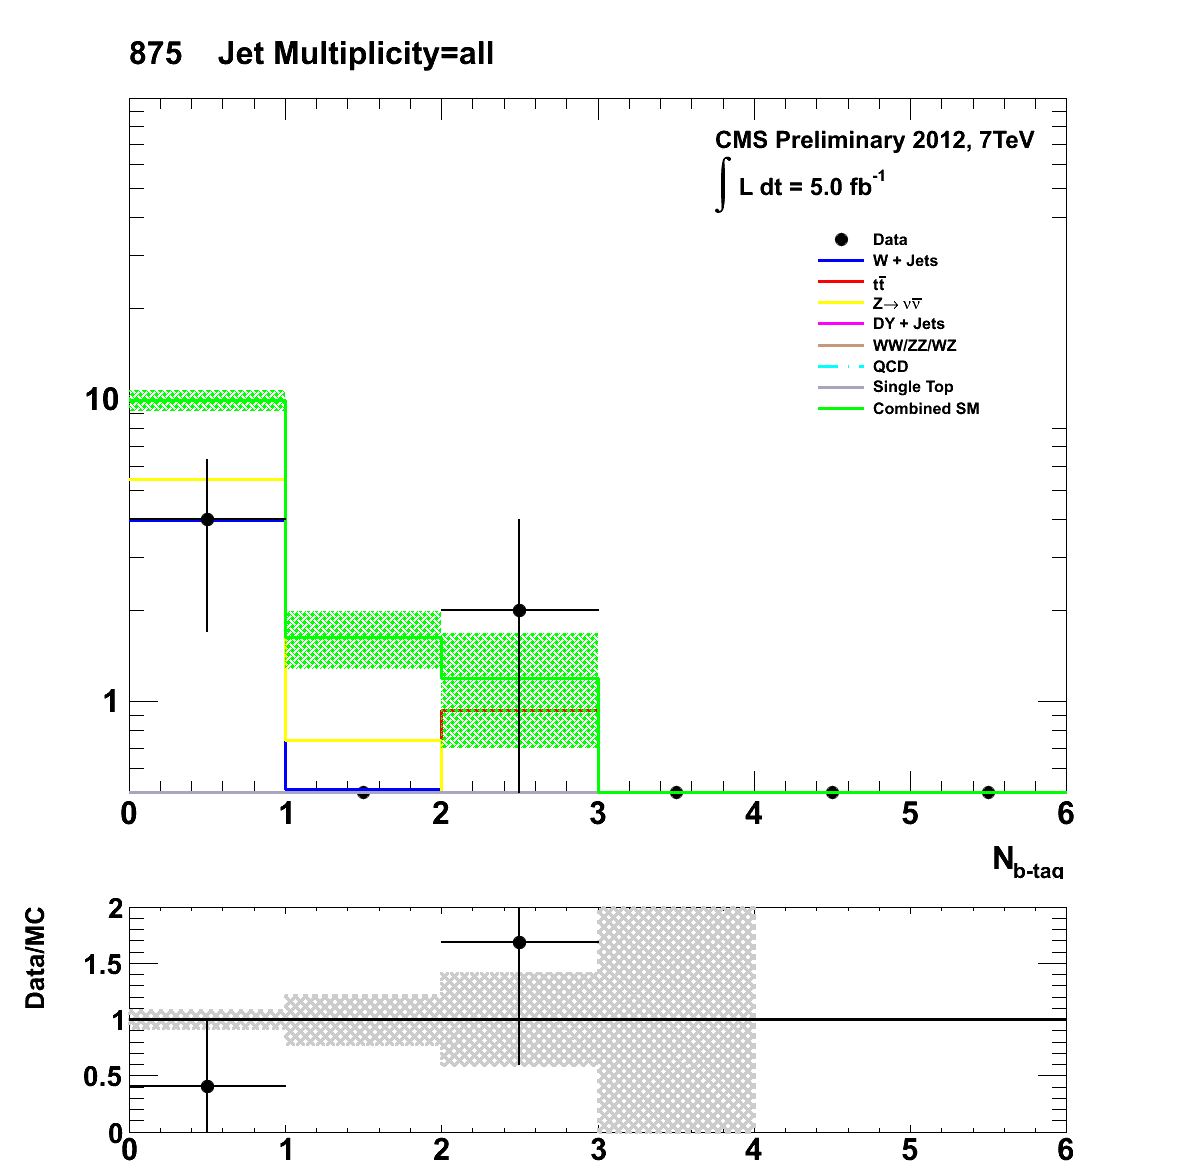 875 Jet Multiplicity=all
CMS Preliminary 2012, 7TeV
∫ L dt = 5.0 fb⁻¹
Data
W + Jets
tt̅
Z→ νν̅
DY + Jets
WW/ZZ/WZ
QCD
Single Top
Combined SM
10
1
0 1 2 3 4 5 6
N b-tag
Data/MC
2
1.5
1
0.5
0
0 1 2 3 4 5 6